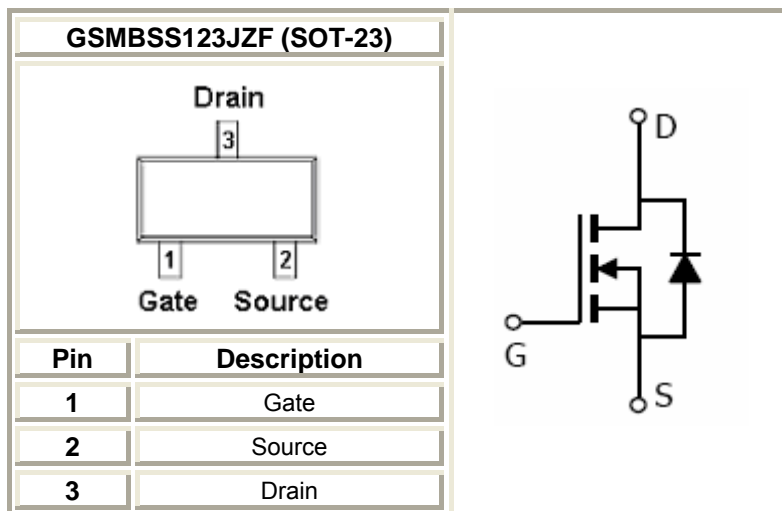 GSMBSS123JZF (SOT-23)
Drain
3
1 2
Gate Source
Pin Description
1 Gate
2 Source
3 Drain
D
G
S